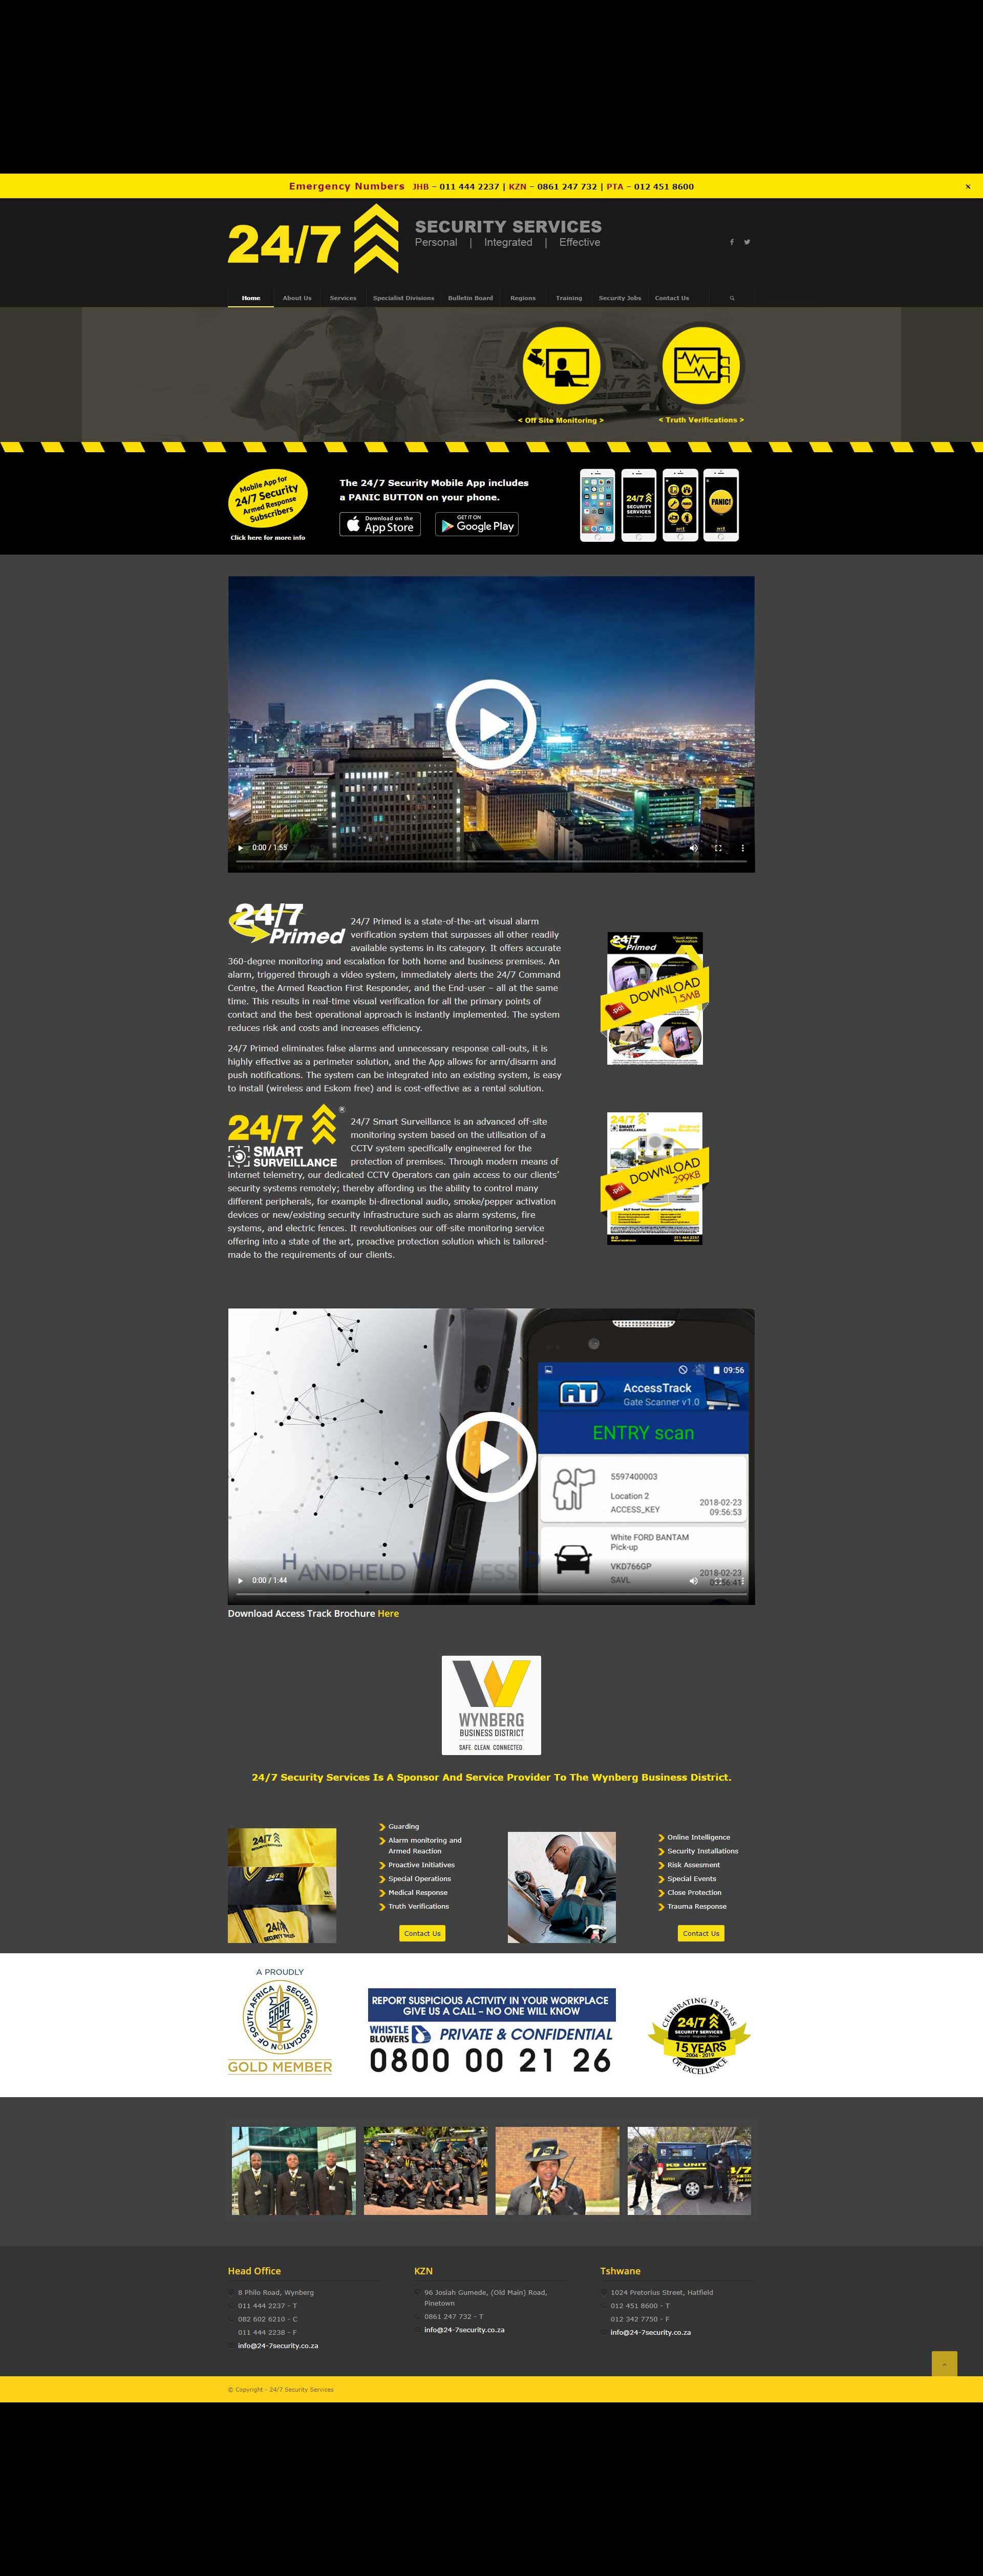 Emergency Numbers JHB – 011 444 2237 | KZN – 0861 247 732 | PTA – 012 451 8600
x
24/7 SECURITY SERVICES
Personal | Integrated | Effective
Home About Us Services Specialist Divisions Bulletin Board Regions Training Security Jobs Contact Us
< Off Site Monitoring > < Truth Verifications >
Mobile App for
24/7 Security
Armed Response
Subscribers
Click here for more info
The 24/7 Security Mobile App includes
a PANIC BUTTON on your phone.
Download on the
App Store
GET IT ON
Google Play
24/7
SECURITY
SERVICES
PANIC!
0:00 / 1:55
24/7
Primed
24/7 Primed is a state-of-the-art visual alarm
verification system that surpasses all other readily
available systems in its category. It offers accurate
360-degree monitoring and escalation for both home and business premises. An
alarm, triggered through a video system, immediately alerts the 24/7 Command
Centre, the Armed Reaction First Responder, and the End-user – all at the same
time. This results in real-time visual verification for all the primary points of
contact and the best operational approach is instantly implemented. The system
reduces risk and costs and increases efficiency.
24/7 Primed eliminates false alarms and unnecessary response call-outs, it is
highly effective as a perimeter solution, and the App allows for arm/disarm and
push notifications. The system can be integrated into an existing system, is easy
to install (wireless and Eskom free) and is cost-effective as a rental solution.
24/7
Primed
Visual Alarm
Verification
DOWNLOAD
.pdf 1.5MB
24/7 ®
SMART
SURVEILLANCE
24/7 Smart Surveillance is an advanced off-site
monitoring system based on the utilisation of a
CCTV system specifically engineered for the
protection of premises. Through modern means of
internet telemetry, our dedicated CCTV Operators can gain access to our clients’
security systems remotely; thereby affording us the ability to control many
different peripherals, for example bi-directional audio, smoke/pepper activation
devices or new/existing security infrastructure such as alarm systems, fire
systems, and electric fences. It revolutionises our off-site monitoring service
offering into a state of the art, proactive protection solution which is tailored-
made to the requirements of our clients.
24/7
SMART
SURVEILLANCE
DOWNLOAD
.pdf 299KB
011 444 2237
09:56
AT AccessTrack
Gate Scanner v1.0
ENTRY scan
5597400003
Location 2
ACCESS_KEY
2018-02-23
09:56:53
White FORD BANTAM
Pick-up
VKD766GP
SAVL
2018-02-23
09:56:41
HANDHELD
0:00 / 1:44
Download Access Track Brochure Here
WYNBERG
BUSINESS DISTRICT
SAFE CLEAN CONNECTED.
24/7 Security Services Is A Sponsor And Service Provider To The Wynberg Business District.
24/7
Guarding
Alarm monitoring and
Armed Reaction
Proactive Initiatives
Special Operations
Medical Response
Truth Verifications
Contact Us
Online Intelligence
Security Installations
Risk Assesment
Special Events
Close Protection
Trauma Response
Contact Us
A PROUDLY
SECURITY ASSOCIATION OF SOUTH AFRICA
SASA
GOLD MEMBER
REPORT SUSPICIOUS ACTIVITY IN YOUR WORKPLACE
GIVE US A CALL – NO ONE WILL KNOW
WHISTLE
BLOWERS
PRIVATE & CONFIDENTIAL
0800 00 21 26
CELEBRATING 15 YEARS
24/7
SECURITY SERVICES
15 YEARS
2004 - 2019
OF EXCELLENCE
K9 UNIT
Head Office
8 Philo Road, Wynberg
011 444 2237 - T
082 602 6210 - C
011 444 2238 - F
info@24-7security.co.za
KZN
96 Josiah Gumede, (Old Main) Road,
Pinetown
0861 247 732 - T
info@24-7security.co.za
Tshwane
1024 Pretorius Street, Hatfield
012 451 8600 - T
012 342 7750 - F
info@24-7security.co.za
© Copyright - 24/7 Security Services